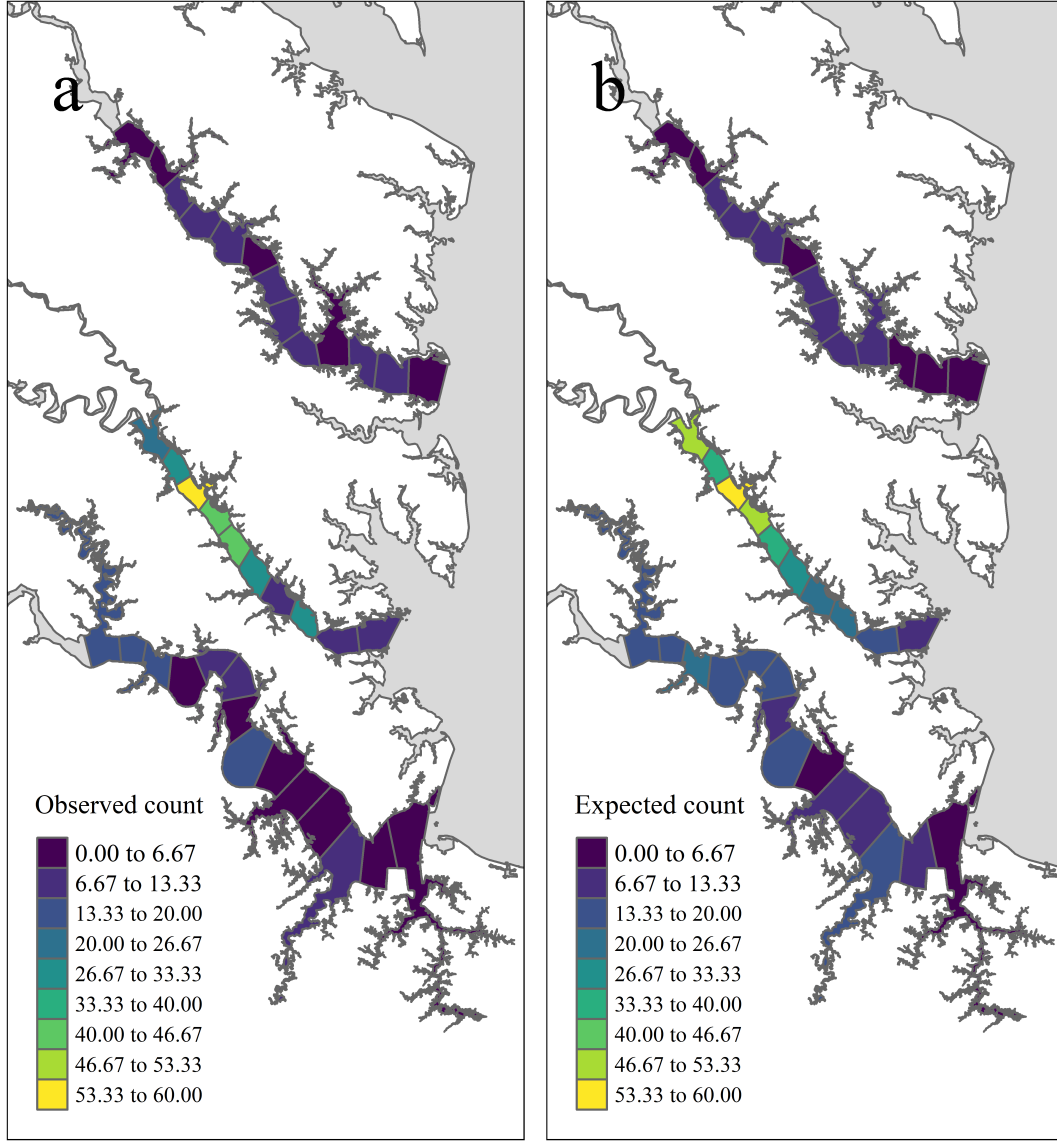 a
b
Observed count
0.00 to 6.67
6.67 to 13.33
13.33 to 20.00
20.00 to 26.67
26.67 to 33.33
33.33 to 40.00
40.00 to 46.67
46.67 to 53.33
53.33 to 60.00
Expected count
0.00 to 6.67
6.67 to 13.33
13.33 to 20.00
20.00 to 26.67
26.67 to 33.33
33.33 to 40.00
40.00 to 46.67
46.67 to 53.33
53.33 to 60.00